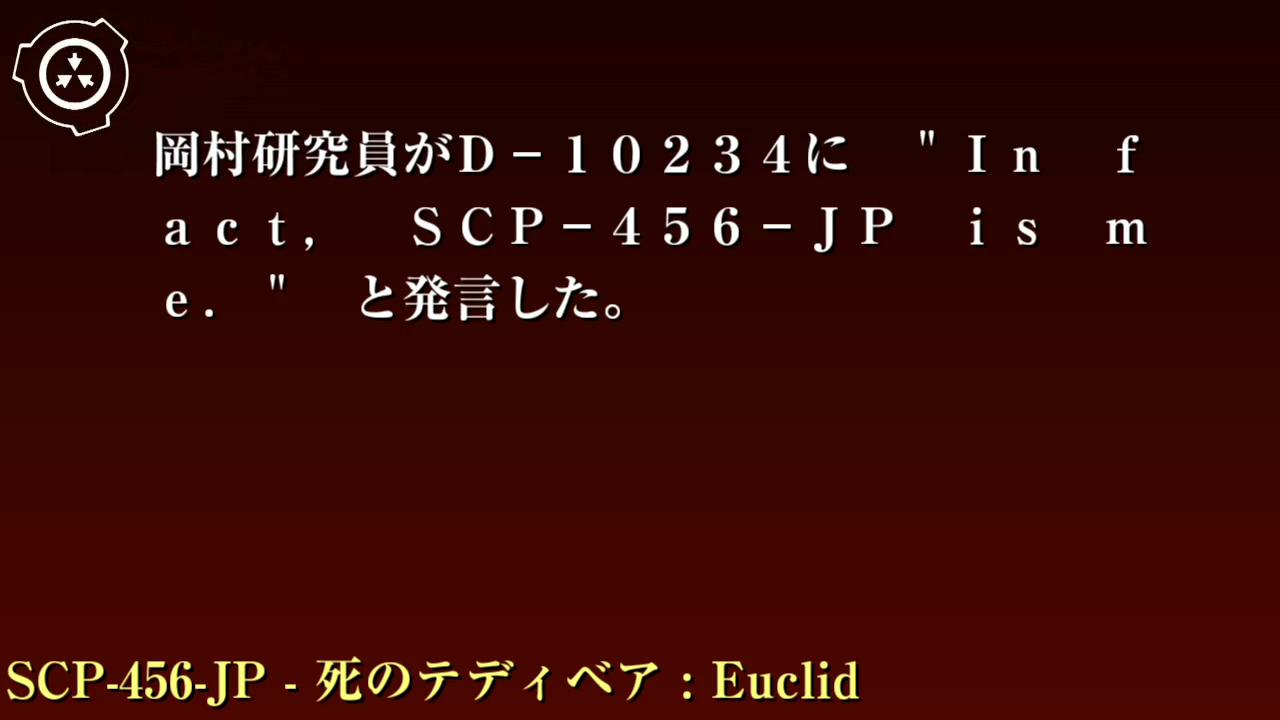 岡村研究員がD－１０２３４に　"Ｉｎ　ｆ
ａｃｔ，　ＳＣＰ－４５６－ＪＰ　ｉｓ　ｍ
ｅ．"　と発言した。
SCP-456-JP - 死のテディベア : Euclid